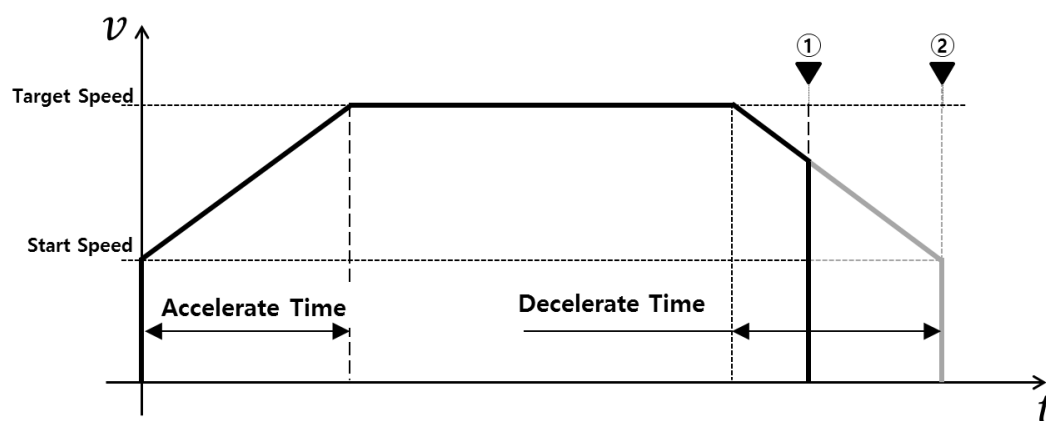 v
① ②
Target Speed
Start Speed
Accelerate Time
Decelerate Time
t